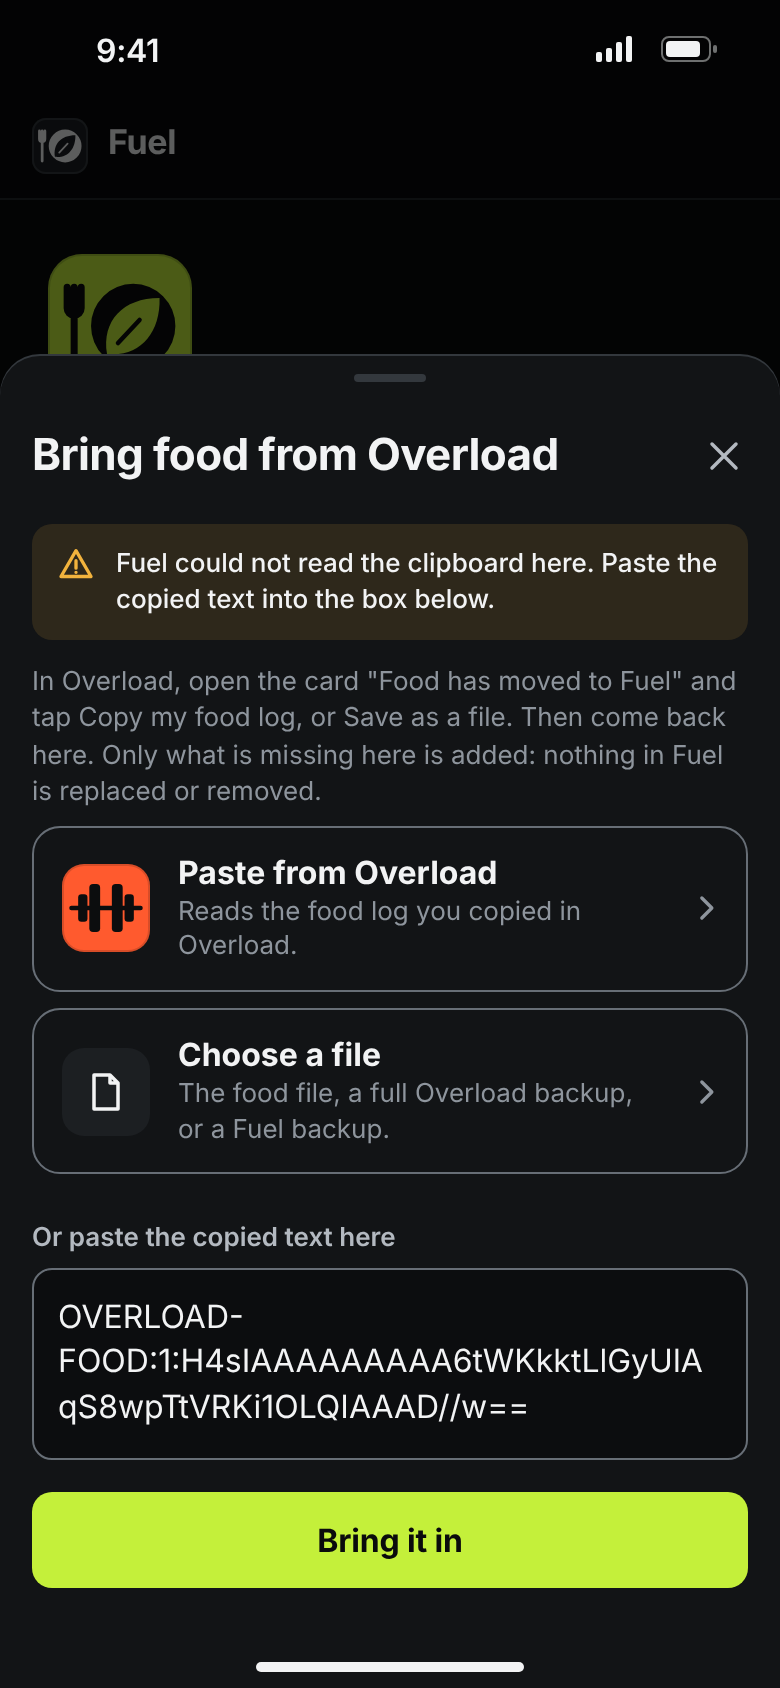 9:41
Fuel
Bring food from Overload
Fuel could not read the clipboard here. Paste the
copied text into the box below.
In Overload, open the card "Food has moved to Fuel" and
tap Copy my food log, or Save as a file. Then come back
here. Only what is missing here is added: nothing in Fuel
is replaced or removed.
Paste from Overload
Reads the food log you copied in
Overload.
Choose a file
The food file, a full Overload backup,
or a Fuel backup.
Or paste the copied text here
OVERLOAD-
FOOD:1:H4sIAAAAAAAAA6tWKkktLlGyUlA
qS8wpTtVRKi1OLQIAAAD//w==
Bring it in